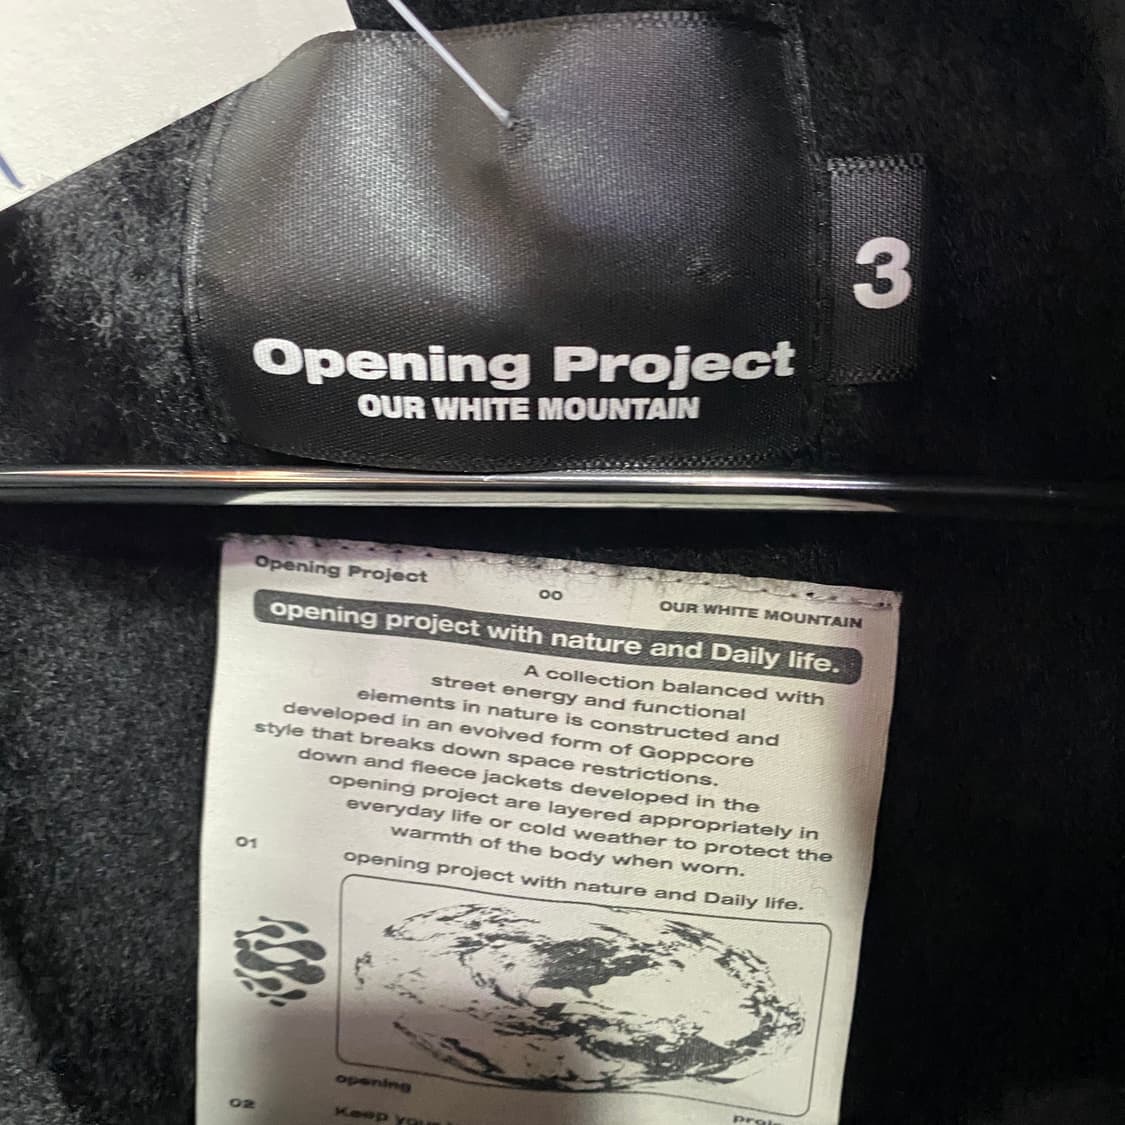 Opening Project
OUR WHITE MOUNTAIN
3
Opening Project
00
OUR WHITE MOUNTAIN
opening project with nature and Daily life.
A collection balanced with
street energy and functional
elements in nature is constructed and
developed in an evolved form of Goppcore
style that breaks down space restrictions.
down and fleece jackets developed in the
opening project are layered appropriately in
everyday life or cold weather to protect the
warmth of the body when worn.
01
opening project with nature and Daily life.
opening
02
Keep your